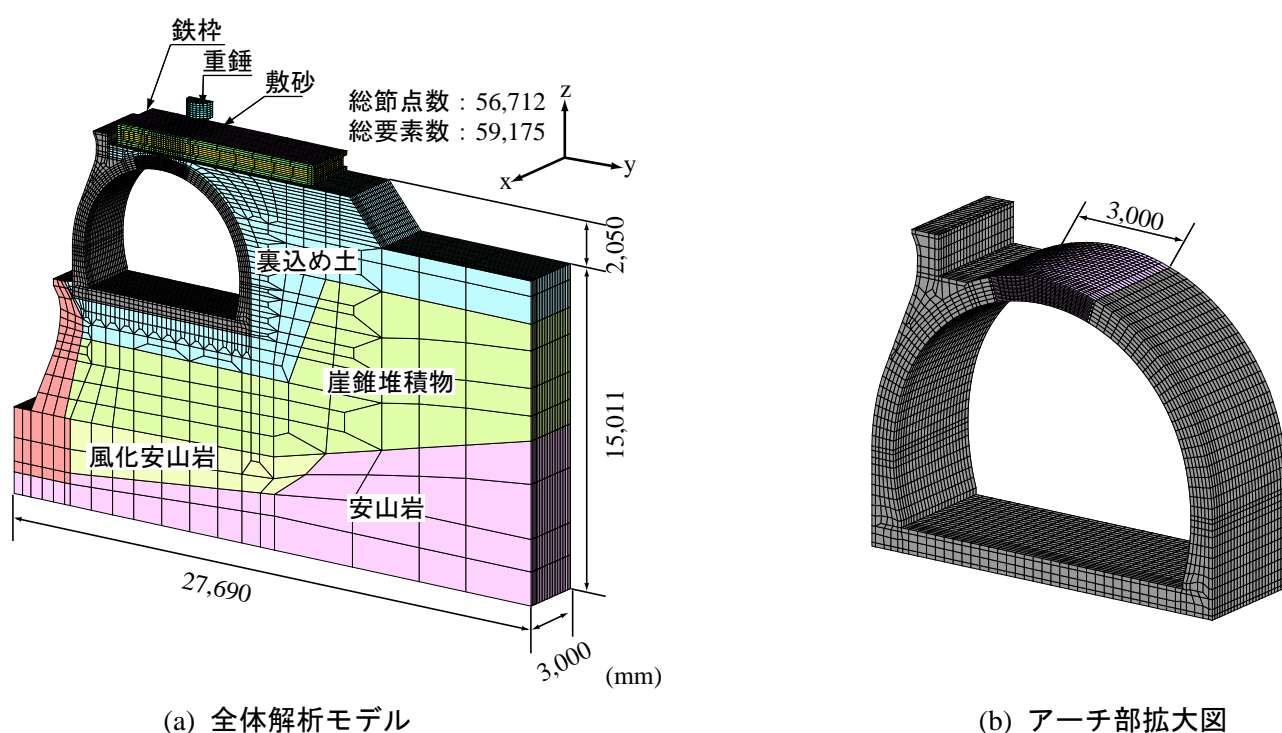 鉄枠
重錘
敷砂
総節点数：56,712
総要素数：59,175
z
x
y
2,050
裏込め土
崖錐堆積物
15,011
風化安山岩
安山岩
27,690
3,000
(mm)
(a) 全体解析モデル
3,000
(b) アーチ部拡大図